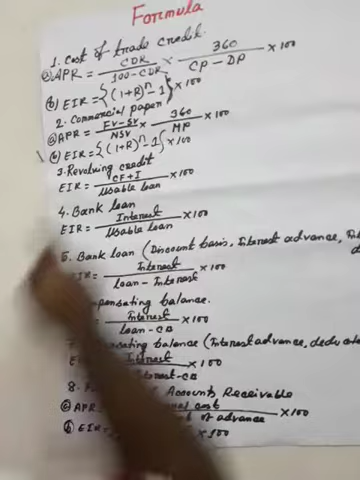 Formula
1. Cost of trade credit.
ⓐ APR = CDR / 100 - CDR × 360 / CP - DP × 100
(b) EIR = {(1+R)^n - 1} × 100
2. Commercial paper
ⓐ APR = FV - SV / NSV × 360 / MP × 100
ⓑ EIR = {(1+R)^n - 1} × 100
3. Revolving credit
EIR = CF + I / Usable loan × 100
4. Bank loan
EIR = Interest / Usable loan × 100
5. Bank loan (Discount basis, Interest advance,
EIR = Interest / loan - Interest × 100
balance.
= Interest / loan - CB × 100
balance (Interest advance,
Interest / -CB × 100
8. Accounts Receivable
ⓐ APR = cost / of advance × 100
ⓑ EIR = × 100